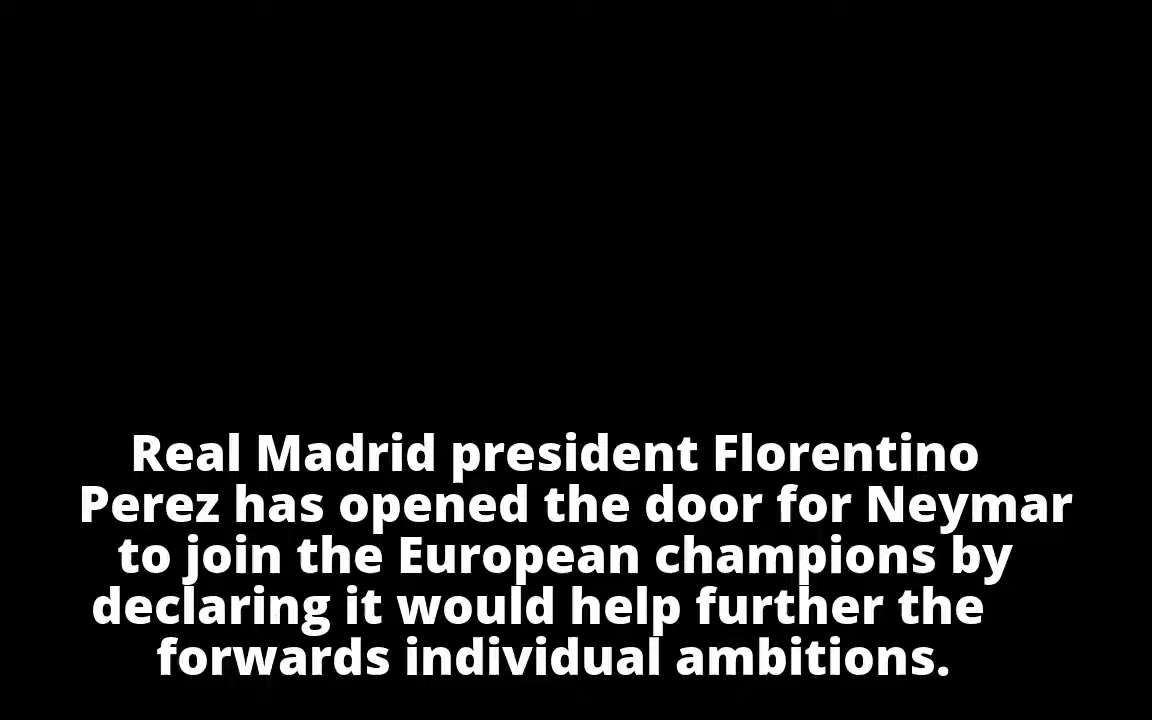 Real Madrid president Florentino
Perez has opened the door for Neymar
to join the European champions by
declaring it would help further the
forwards individual ambitions.